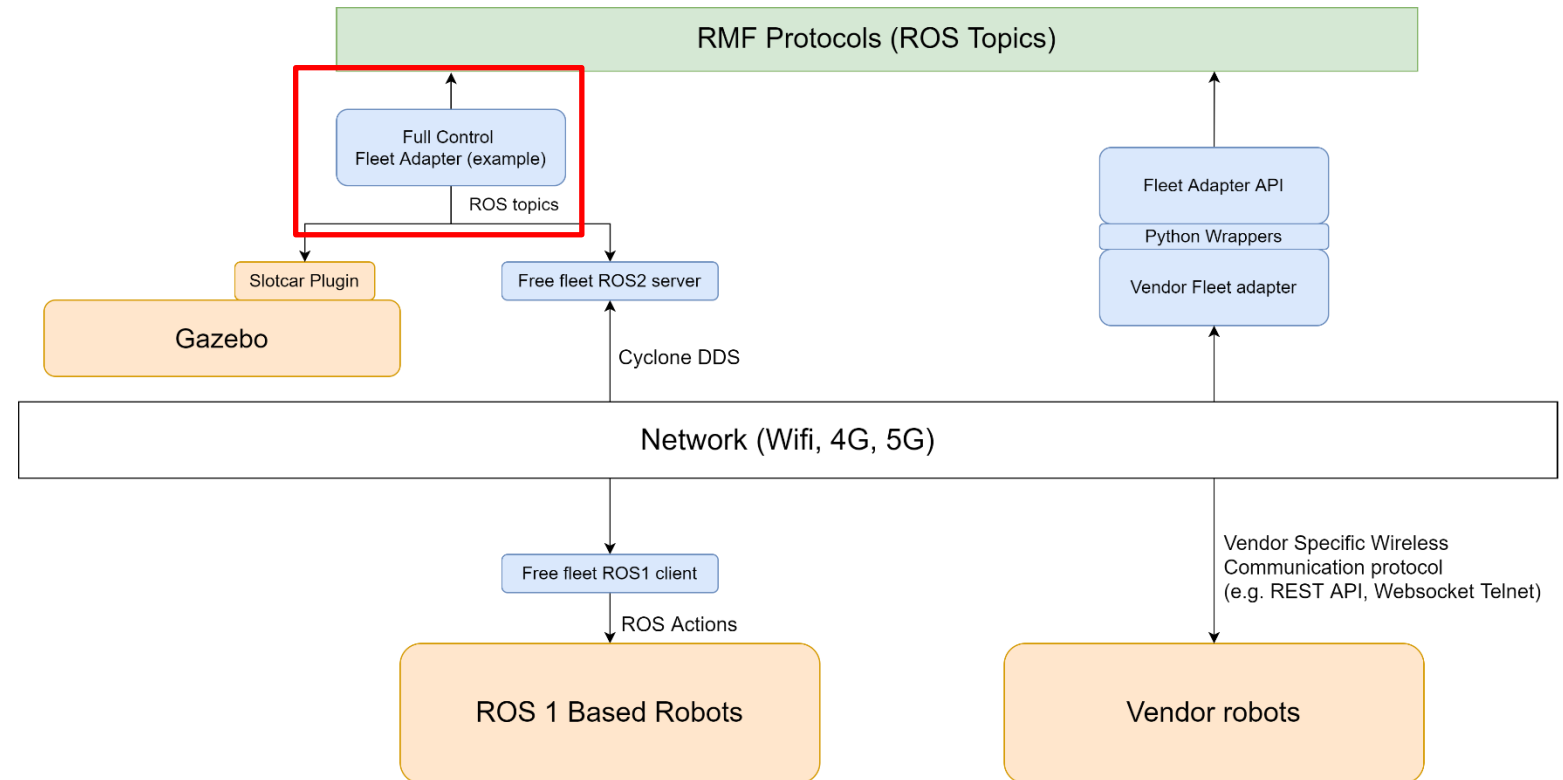 RMF Protocols (ROS Topics)
Full Control
Fleet Adapter (example)
ROS topics
Fleet Adapter API
Python Wrappers
Vendor Fleet adapter
Slotcar Plugin
Gazebo
Free fleet ROS2 server
Cyclone DDS
Network (Wifi, 4G, 5G)
Free fleet ROS1 client
ROS Actions
Vendor Specific Wireless
Communication protocol
(e.g. REST API, Websocket Telnet)
ROS 1 Based Robots
Vendor robots